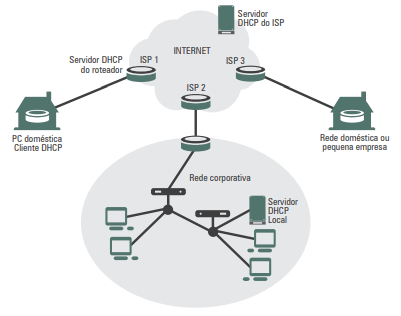 Servidor
DHCP do ISP
INTERNET
Servidor DHCP
do roteador
ISP 1
ISP 3
ISP 2
PC doméstica
Cliente DHCP
Rede doméstica ou
pequena empresa
Rede corporativa
Servidor
DHCP
Local